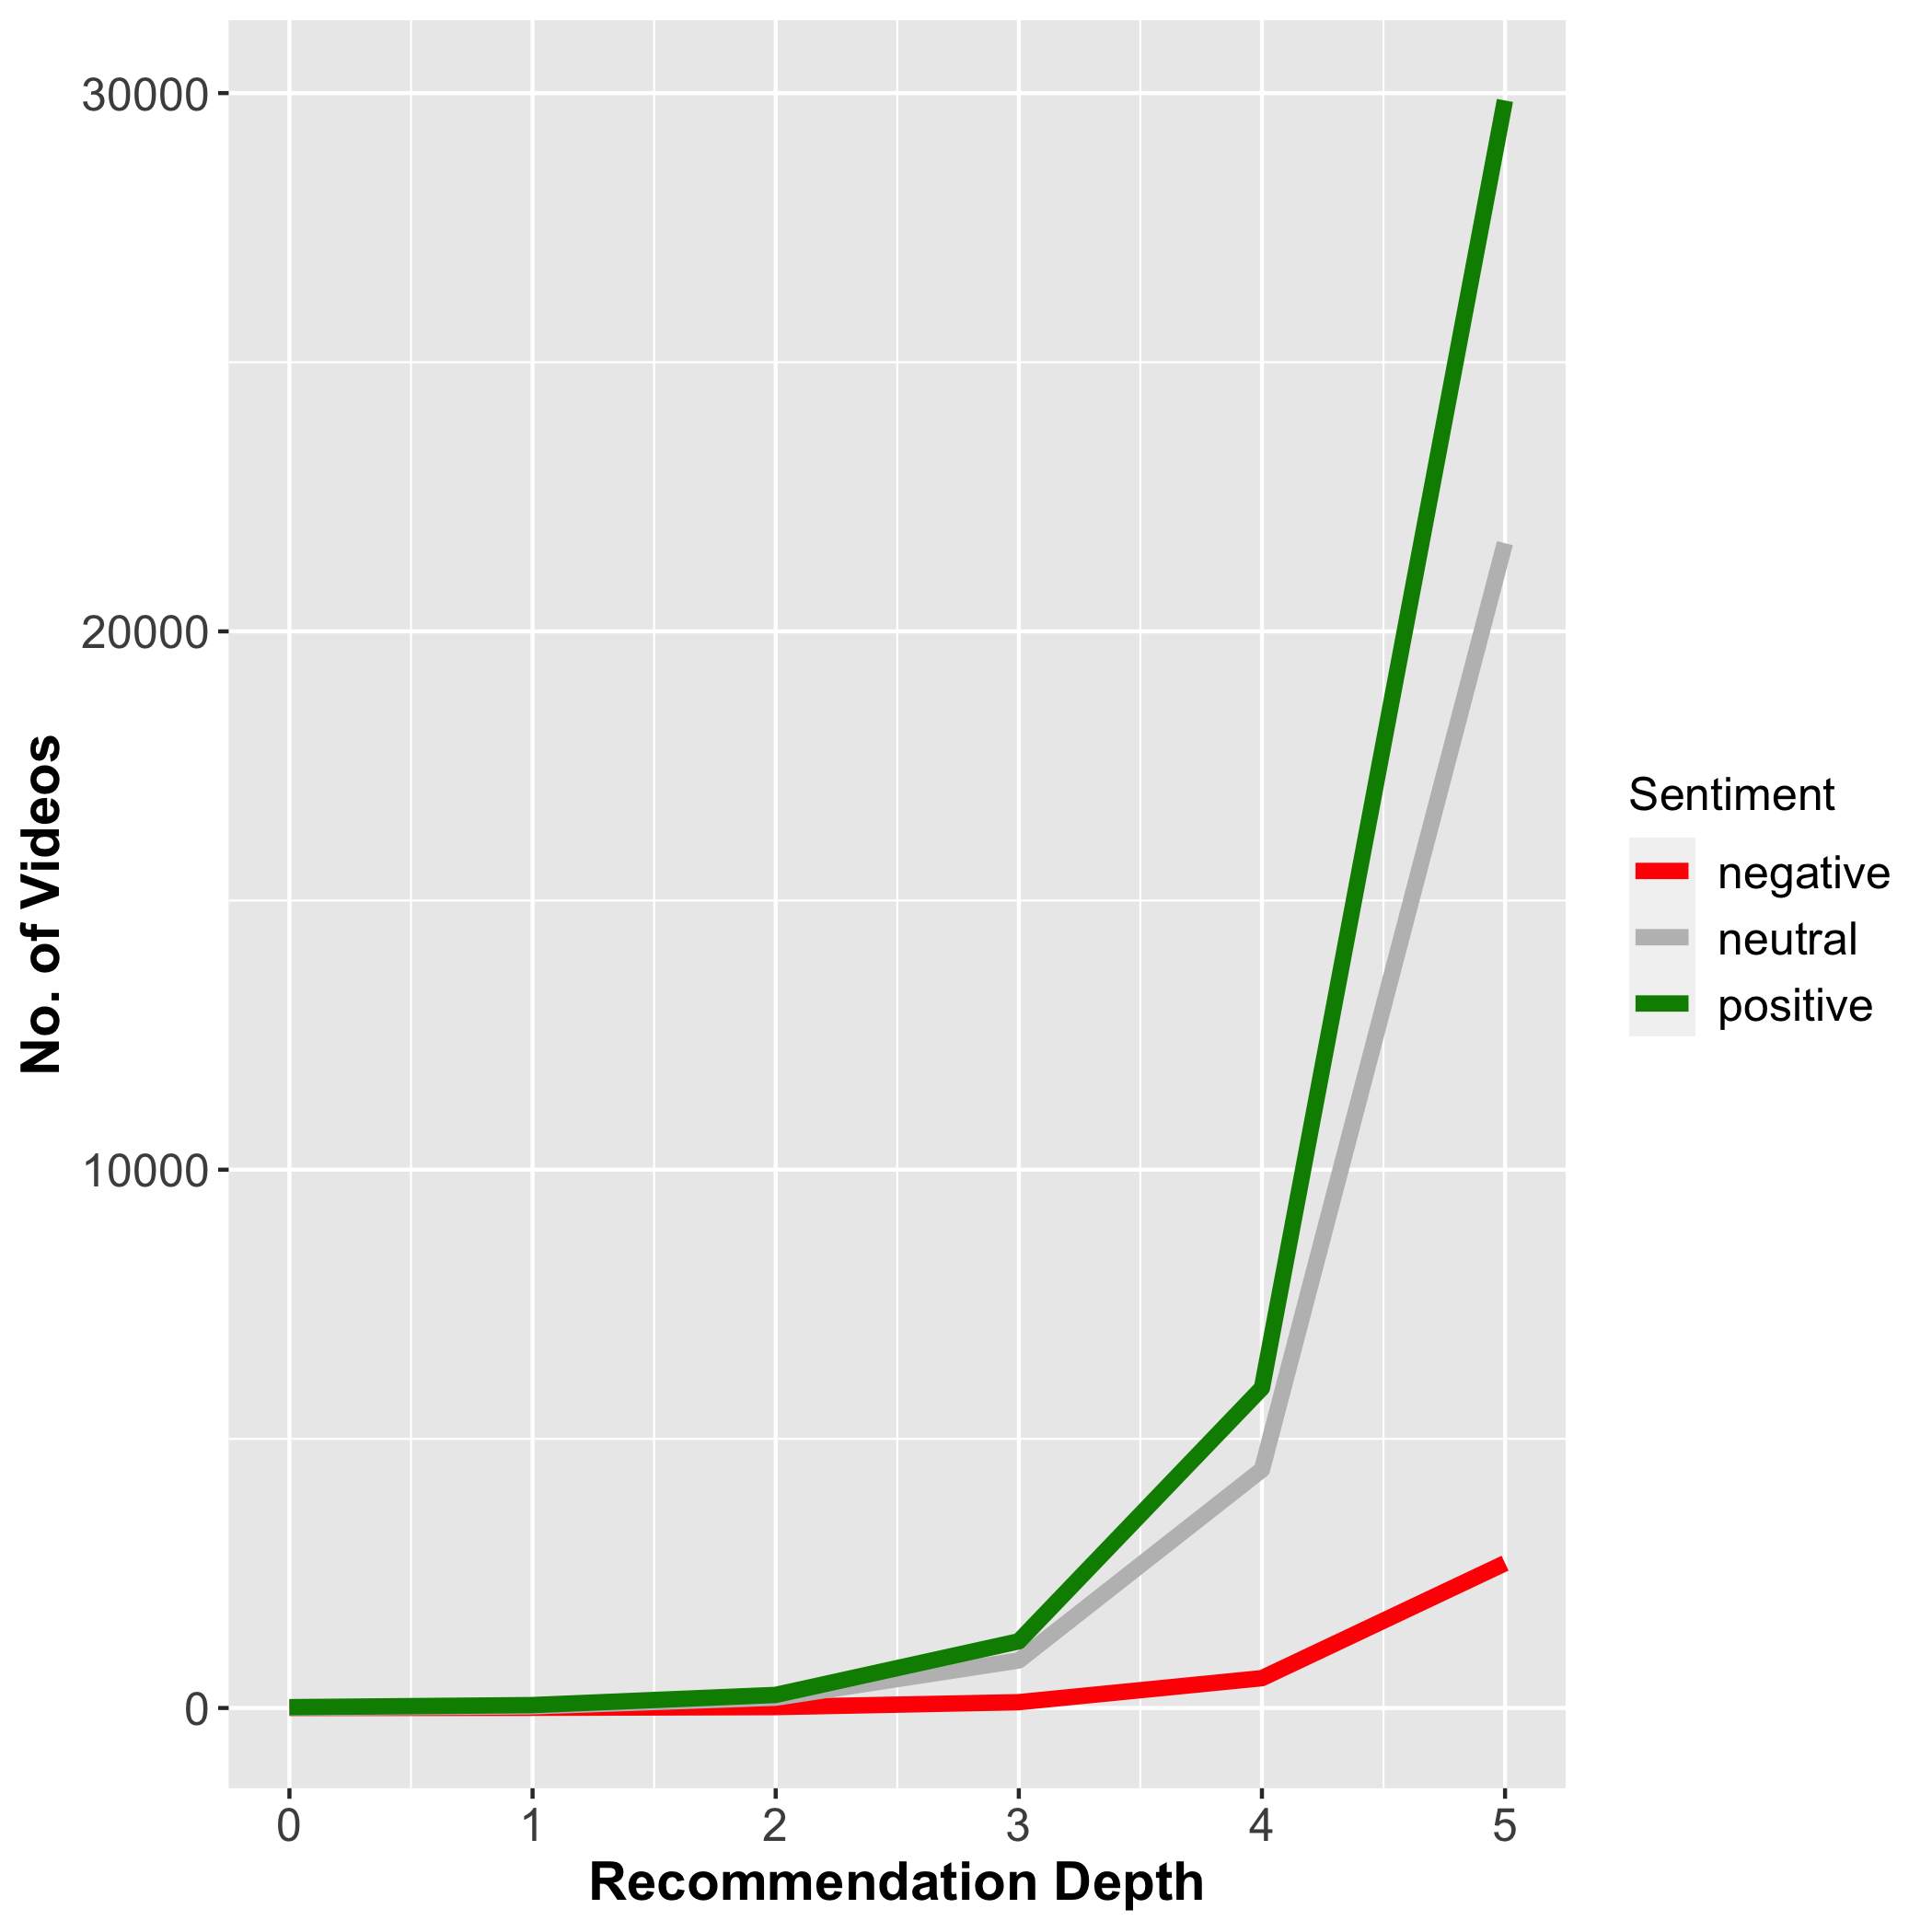 No. of Videos
30000
20000
10000
0
0 1 2 3 4 5
Recommendation Depth
Sentiment
negative
neutral
positive